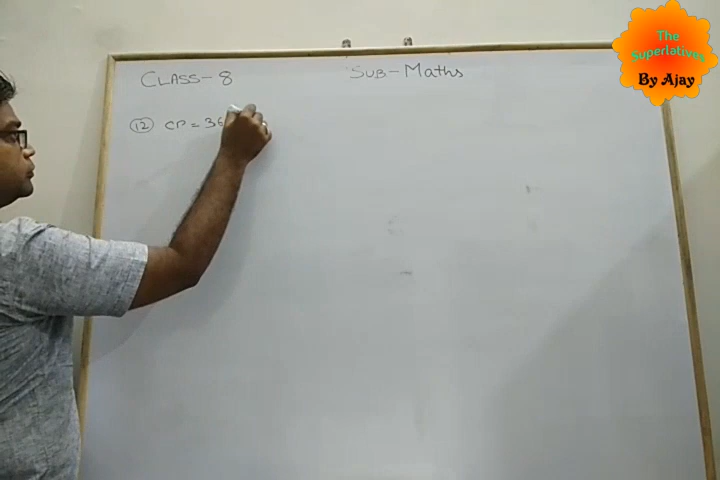 CLASS-8
SUB-Maths
The
Superlatives
By Ajay
(12) CP = 36